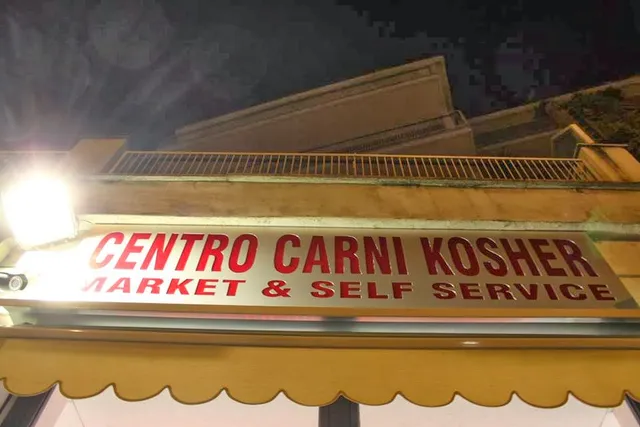 CENTRO CARNI KOSHER
MARKET & SELF SERVICE